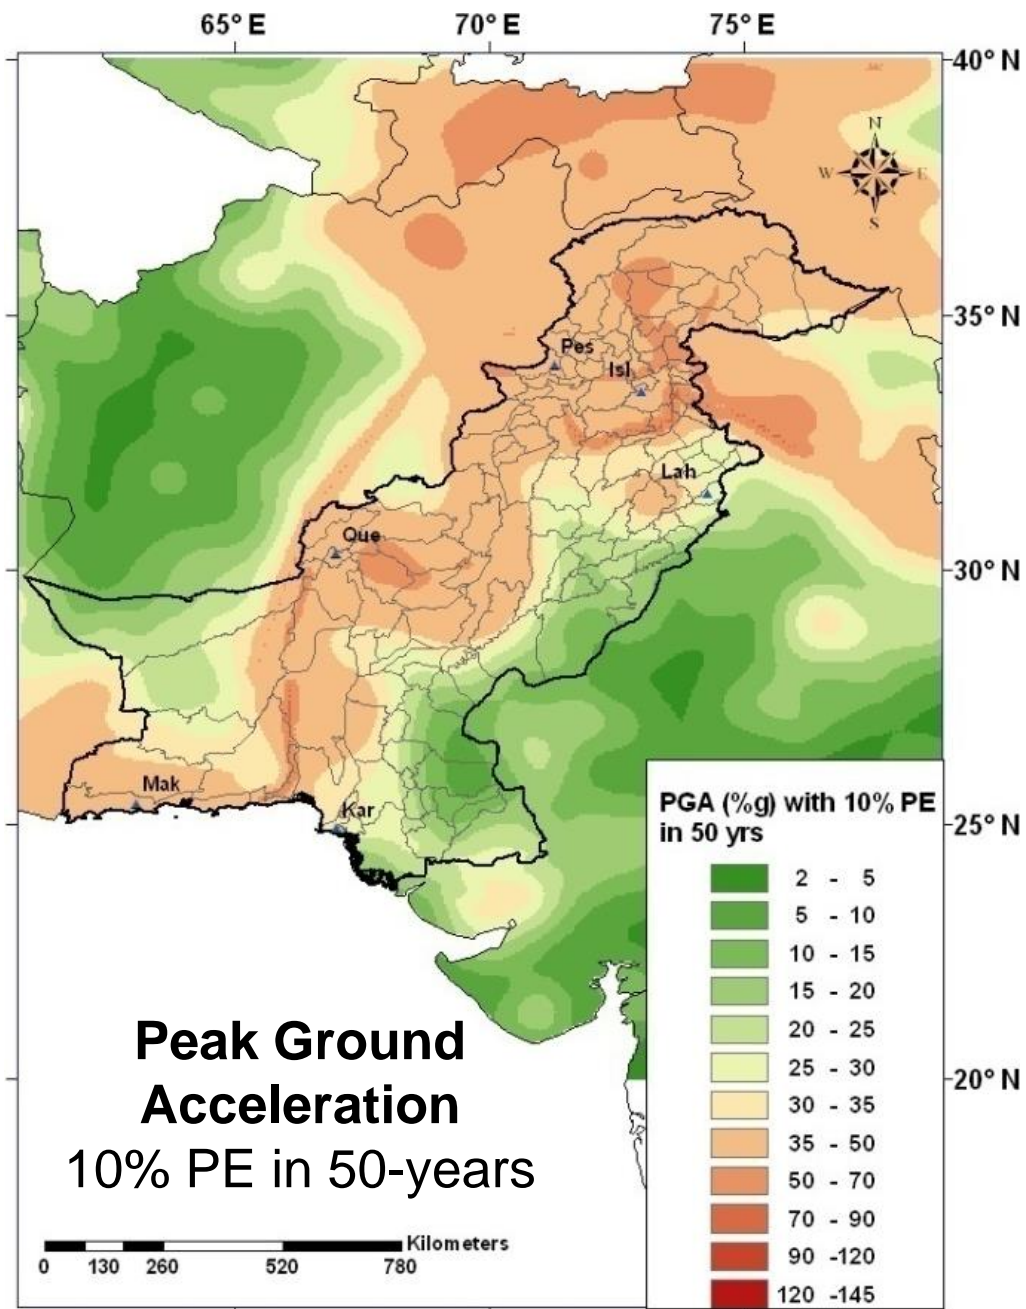 65° E 70° E 75° E
40° N
N
W E
S
35° N
Pes
Isl
Lah
Que
30° N
Mak
Kar
25° N
PGA (%g) with 10% PE
in 50 yrs
2 - 5
5 - 10
10 - 15
15 - 20
20 - 25
25 - 30
30 - 35
35 - 50
50 - 70
70 - 90
90 -120
120 -145
20° N
Peak Ground
Acceleration
10% PE in 50-years
Kilometers
0 130 260 520 780